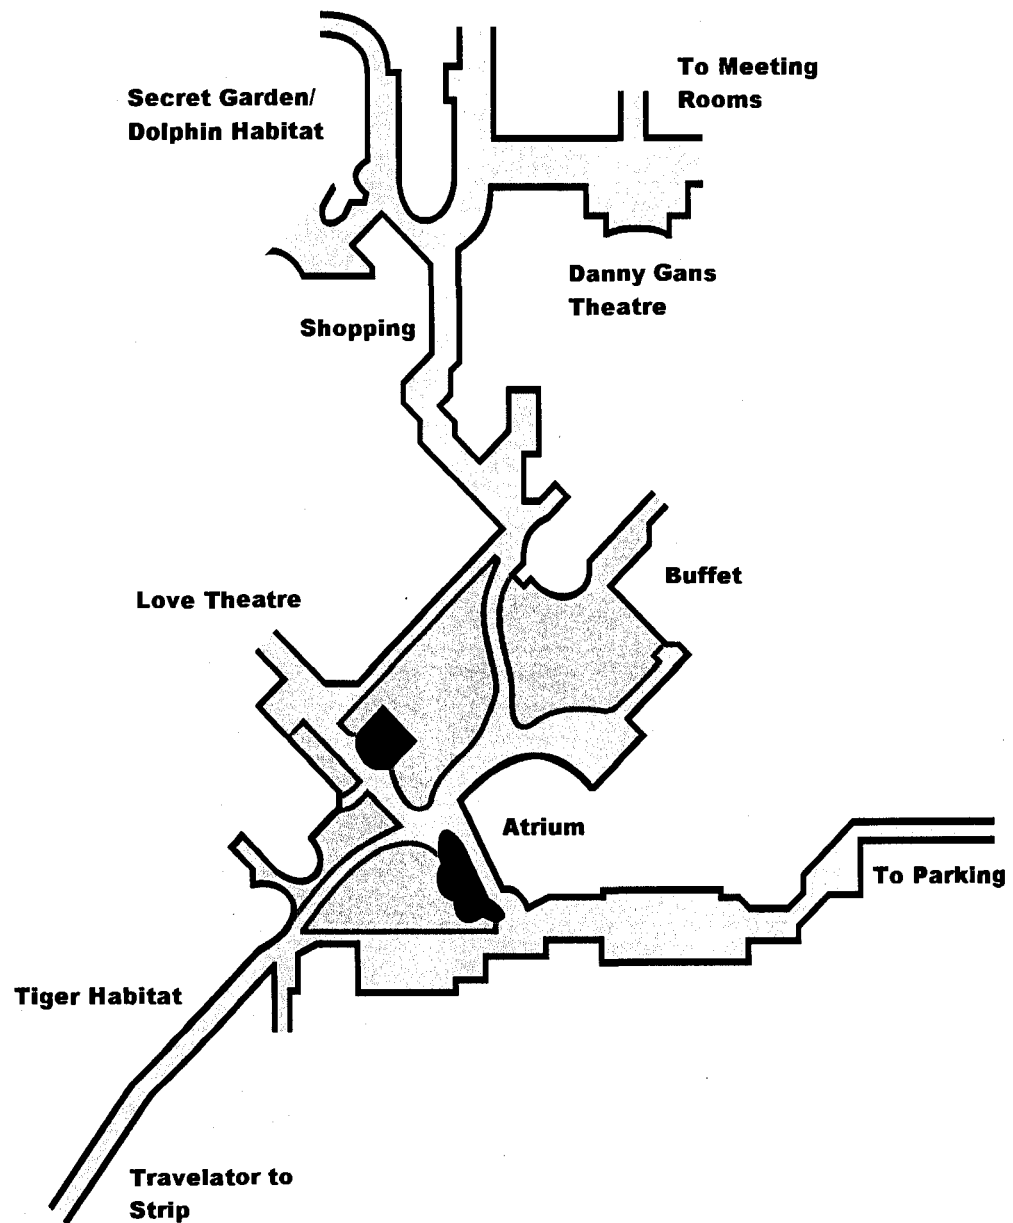 To Meeting
Rooms
Secret Garden/
Dolphin Habitat
Danny Gans
Theatre
Shopping
Buffet
Love Theatre
Atrium
To Parking
Tiger Habitat
Travelator to
Strip